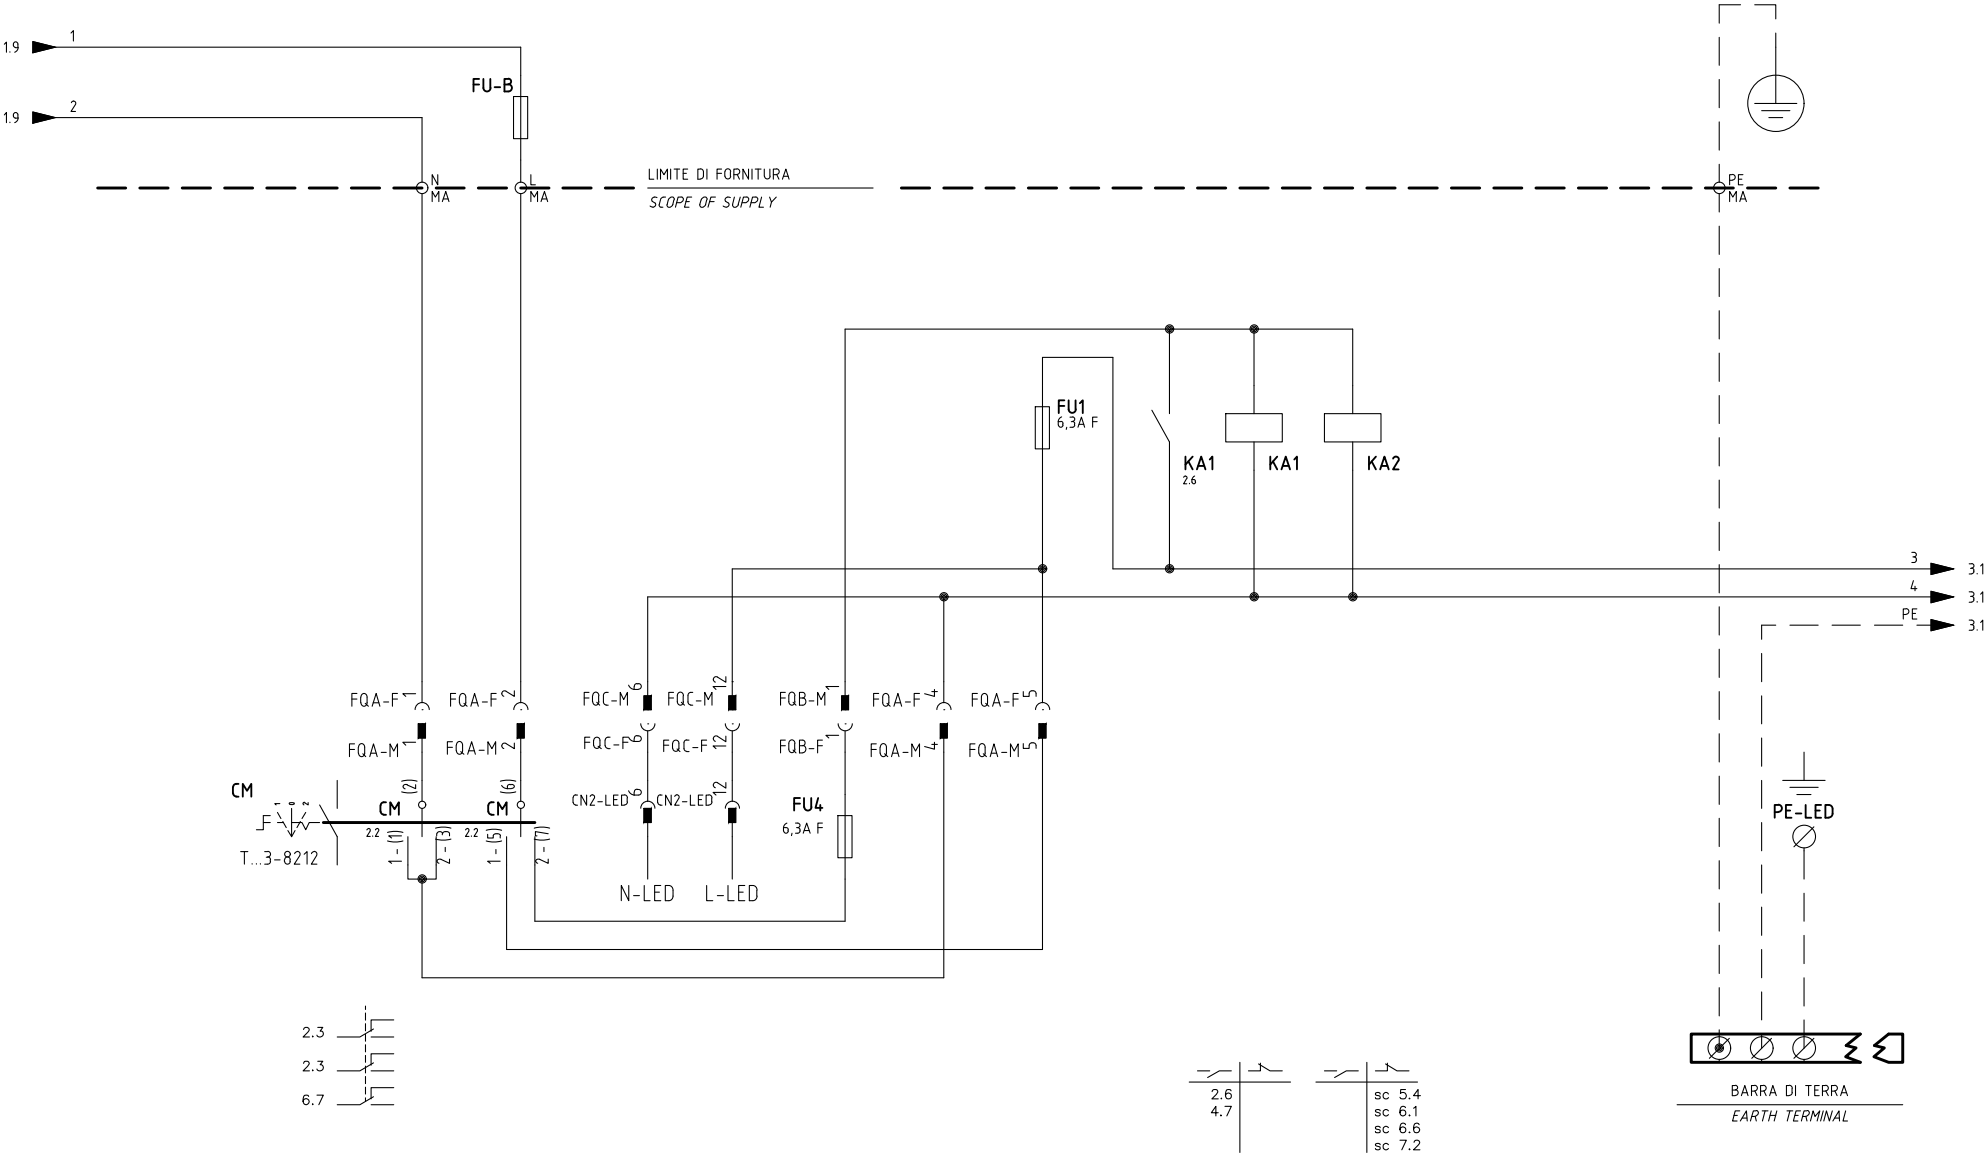 1.9
1
FU-B
1.9
2
N
MA
L
MA
LIMITE DI FORNITURA
SCOPE OF SUPPLY
PE
MA
FU1
6,3A F
KA1
2.6
KA1
KA2
3
3.1
4
3.1
PE
3.1
FQA-F
1
FQA-F
2
FQC-M
6
FQC-M
12
FQB-M
1
FQA-F
4
FQA-F
5
FQA-M
1
FQA-M
2
FQC-F
6
FQC-F
12
FQB-F
1
FQA-M
4
FQA-M
5
CM
1
0
2
T...3-8212
CM
(2)
2.2
1-(1)
2-(3)
CM
(6)
2.2
1-(5)
2-(7)
CN2-LED
6
CN2-LED
12
FU4
6,3A F
N-LED
L-LED
PE-LED
2.3
2.3
6.7
2.6
4.7
sc 5.4
sc 6.1
sc 6.6
sc 7.2
BARRA DI TERRA
EARTH TERMINAL